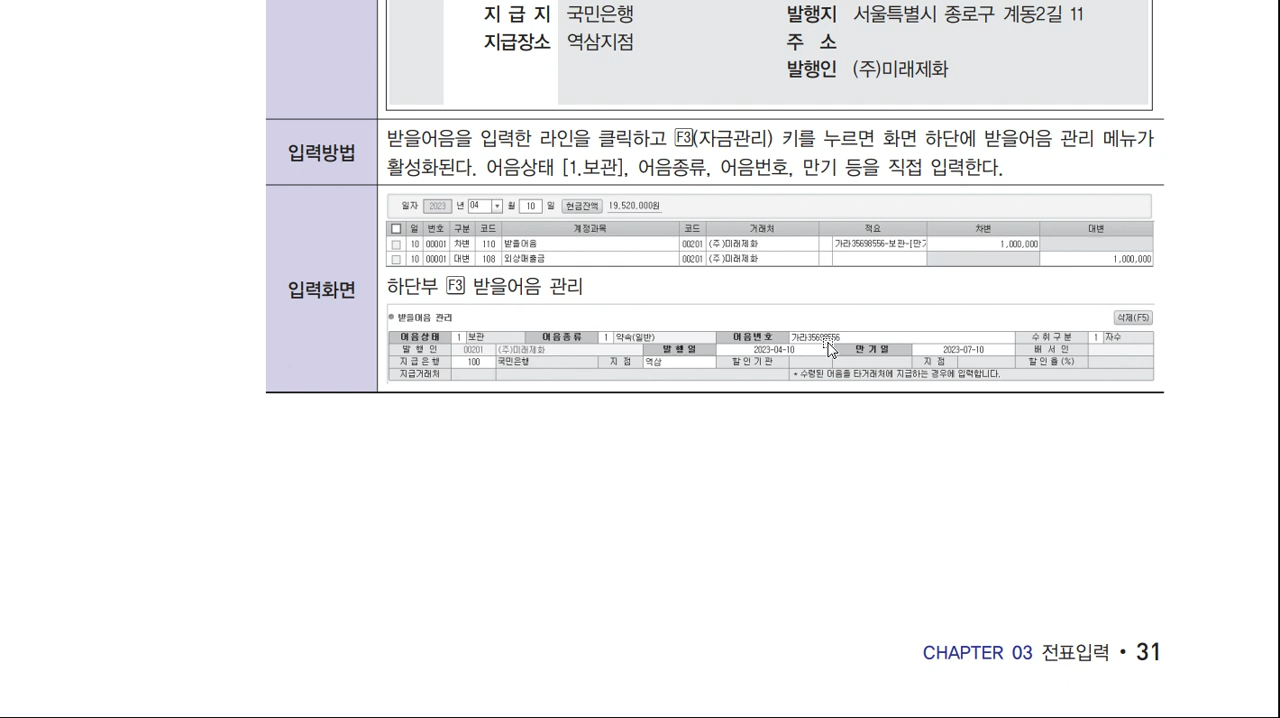 지 급 지 국민은행 발행지 서울특별시 종로구 계동2길 11
지급장소 역삼지점 주 소
발행인 (주)미래제화
입력방법
받을어음을 입력한 라인을 클릭하고 F3(자금관리) 키를 누르면 화면 하단에 받을어음 관리 메뉴가
활성화된다. 어음상태 [1.보관], 어음종류, 어음번호, 만기 등을 직접 입력한다.
입력화면
일자 2023 년 04 월 10 일 현금잔액 19,520,000원
일 번호 구분 코드 계정과목 코드 거래처 적요 차변 대변
10 00001 차변 110 받을어음 00201 (주)미래제화 가라35698556-보관-[만기 1,000,000
10 00001 대변 108 외상매출금 00201 (주)미래제화 1,000,000
하단부 F3 받을어음 관리
받을어음 관리 삭제(F5)
어음상태 1 보관 어음종류 1 약속(일반) 어음번호 가라35698556 수취구분 1 자수
발행인 00201 (주)미래제화 발행일 2023-04-10 만기일 2023-07-10 배서인
지급은행 100 국민은행 지점 역삼 할인기관 지점 할인율(%)
지급거래처 * 수령된 어음을 타거래처에 지급하는 경우에 입력합니다.
CHAPTER 03 전표입력 • 31